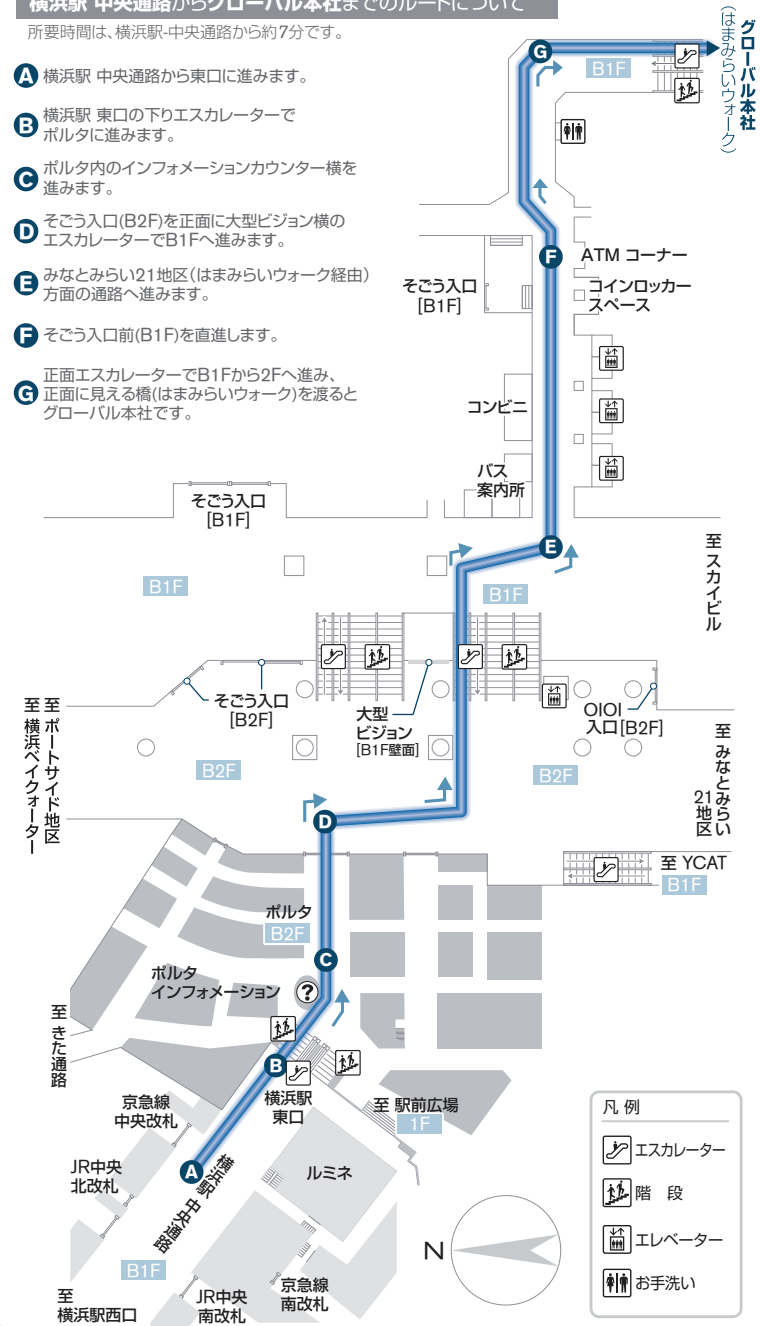 横浜駅 中央通路からグローバル本社までのルートについて
所要時間は、横浜駅-中央通路から約7分です。
A 横浜駅 中央通路から東口に進みます。
B 横浜駅 東口の下りエスカレーターで
ポルタに進みます。
C ポルタ内のインフォメーションカウンター横を
進みます。
D そごう入口(B2F)を正面に大型ビジョン横の
エスカレーターでB1Fへ進みます。
E みなとみらい21地区(はまみらいウォーク経由)
方面の通路へ進みます。
F そごう入口前(B1F)を直進します。
G 正面エスカレーターでB1Fから2Fへ進み、
正面に見える橋(はまみらいウォーク)を渡ると
グローバル本社です。
グローバル本社
(はまみらいウォーク)
G
B1F
F
ATM コーナー
そごう入口
[B1F]
コインロッカー
スペース
コンビニ
バス
案内所
そごう入口
[B1F]
E
至 スカイビル
B1F
B1F
そごう入口
[B2F]
大型
ビジョン
[B1F壁面]
OIOI
入口[B2F]
至 ポートサイド地区
至 横浜ベイクォーター
至 みなとみらい
21地区
B2F
B2F
D
至 YCAT
B1F
ポルタ
B2F
C
ポルタ
インフォメーション
?
至 きた通路
B
横浜駅
東口
至 駅前広場
1F
京急線
中央改札
A
横浜駅 中央通路
JR中央
北改札
ルミネ
B1F
至
横浜駅西口
JR中央
南改札
京急線
南改札
N
凡 例
エスカレーター
階 段
エレベーター
お手洗い